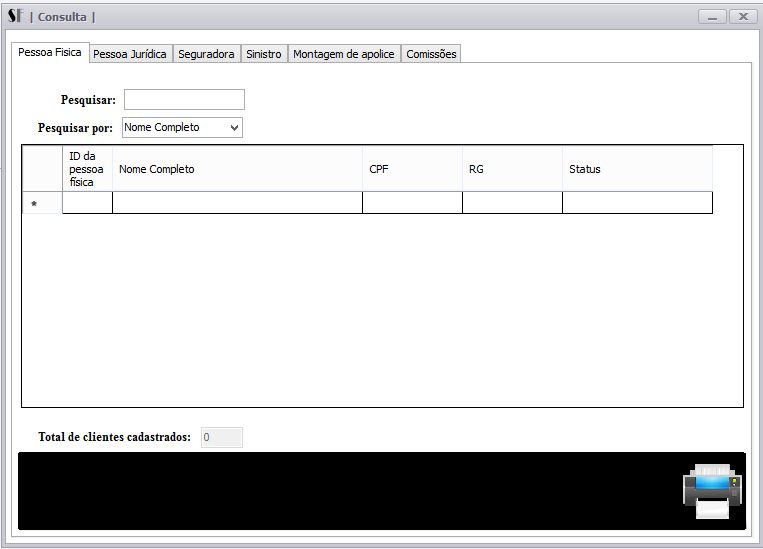 SF | Consulta |
Pessoa Fisica Pessoa Jurídica Seguradora Sinistro Montagem de apolice Comissões
Pesquisar:
Pesquisar por: Nome Completo
ID da pessoa física Nome Completo CPF RG Status
*
Total de clientes cadastrados: 0